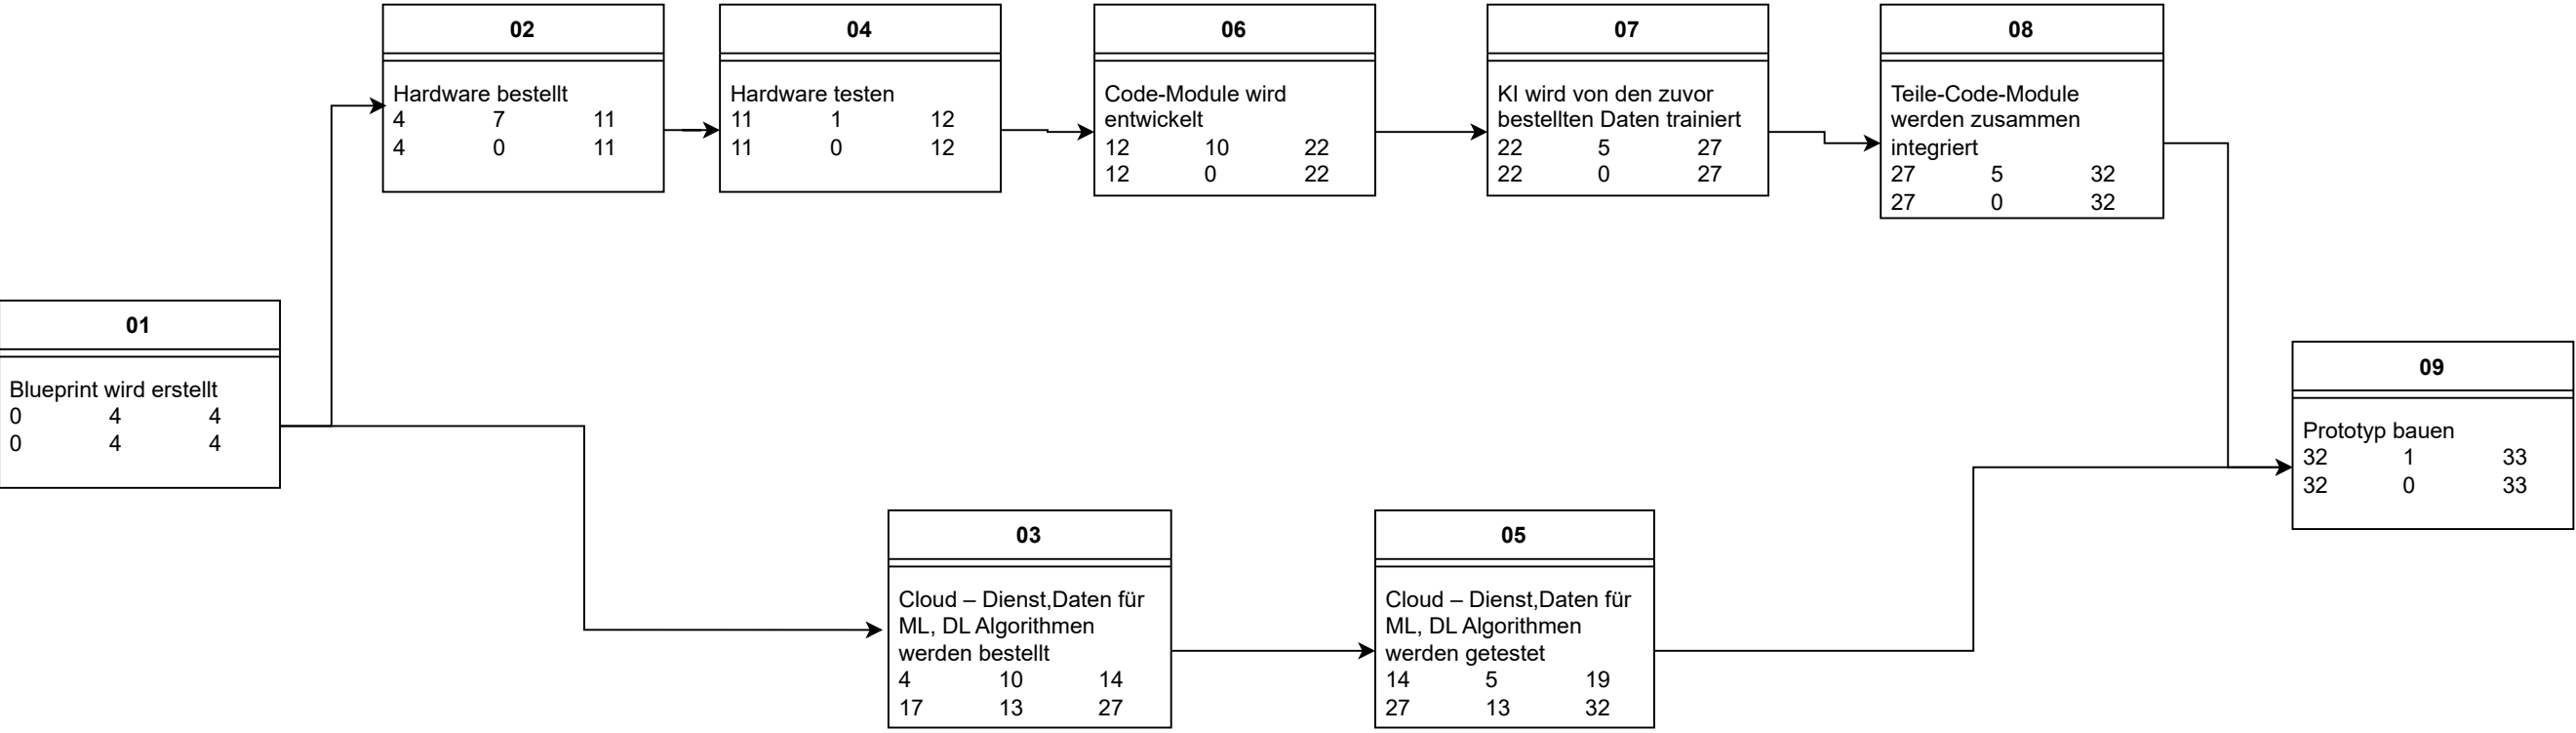 02
Hardware bestellt
4 7 11
4 0 11
04
Hardware testen
11 1 12
11 0 12
06
Code-Module wird
entwickelt
12 10 22
12 0 22
07
KI wird von den zuvor
bestellten Daten trainiert
22 5 27
22 0 27
08
Teile-Code-Module
werden zusammen
integriert
27 5 32
27 0 32
01
Blueprint wird erstellt
0 4 4
0 4 4
09
Prototyp bauen
32 1 33
32 0 33
03
Cloud – Dienst,Daten für
ML, DL Algorithmen
werden bestellt
4 10 14
17 13 27
05
Cloud – Dienst,Daten für
ML, DL Algorithmen
werden getestet
14 5 19
27 13 32